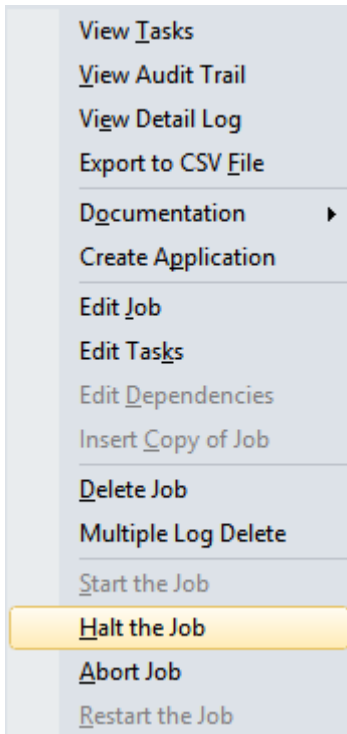 View Tasks
View Audit Trail
View Detail Log
Export to CSV File
Documentation
Create Application
Edit Job
Edit Tasks
Edit Dependencies
Insert Copy of Job
Delete Job
Multiple Log Delete
Start the Job
Halt the Job
Abort Job
Restart the Job